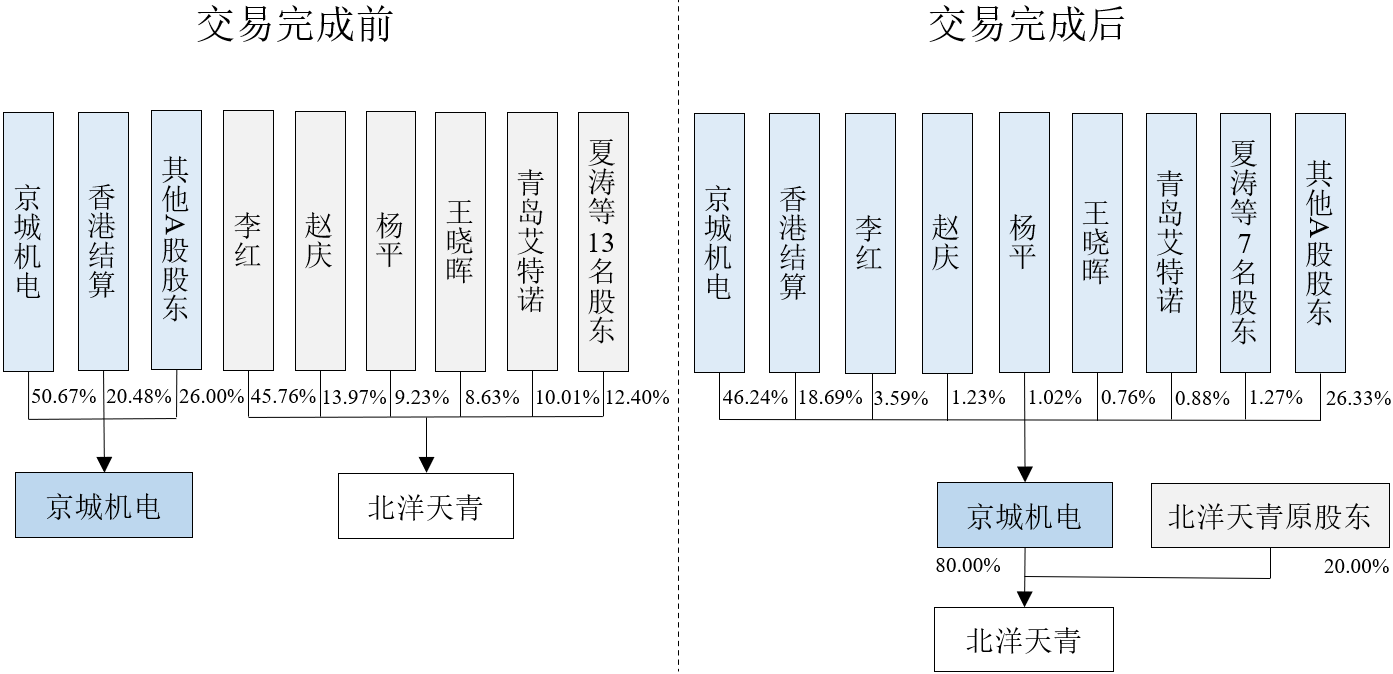 交易完成前
京城机电
香港结算
其他A股股东
李红
赵庆
杨平
王晓晖
青岛艾特诺
夏涛等13名股东
50.67%
20.48%
26.00%
45.76%
13.97%
9.23%
8.63%
10.01%
12.40%
京城机电
北洋天青
交易完成后
京城机电
香港结算
李红
赵庆
杨平
王晓晖
青岛艾特诺
夏涛等7名股东
其他A股股东
46.24%
18.69%
3.59%
1.23%
1.02%
0.76%
0.88%
1.27%
26.33%
京城机电
北洋天青原股东
80.00%
20.00%
北洋天青